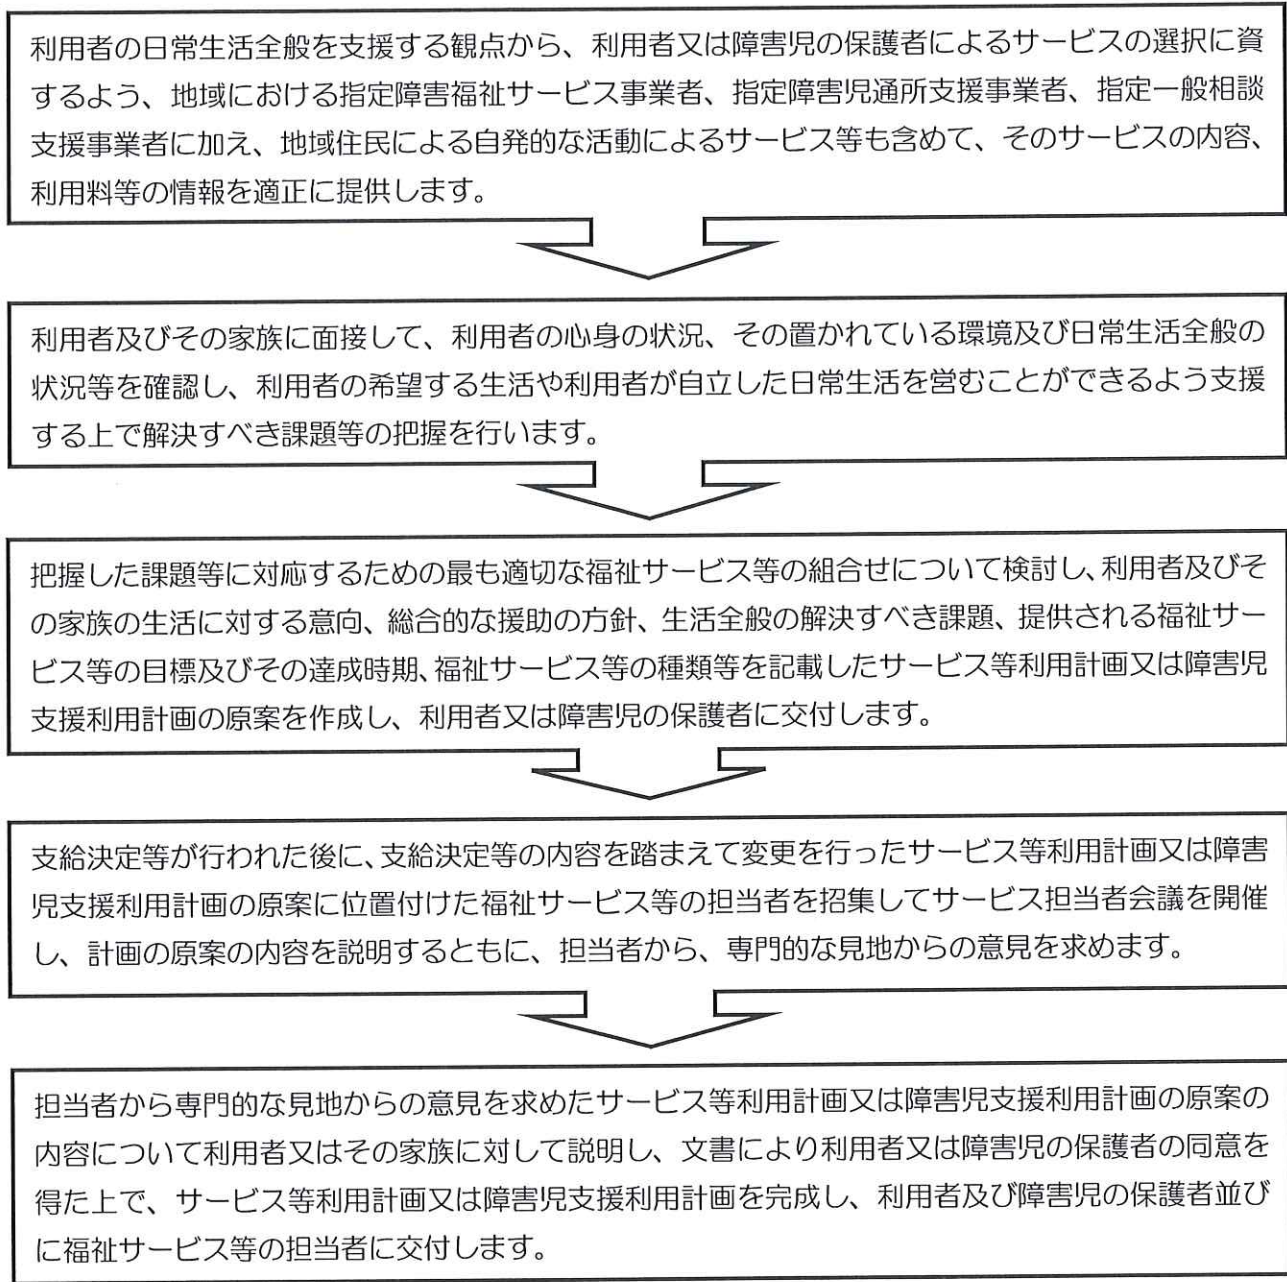 利用者の日常生活全般を支援する観点から、利用者又は障害児の保護者によるサービスの選択に資
するよう、地域における指定障害福祉サービス事業者、指定障害児通所支援事業者、指定一般相談
支援事業者に加え、地域住民による自発的な活動によるサービス等も含めて、そのサービスの内容、
利用料等の情報を適正に提供します。
利用者及びその家族に面接して、利用者の心身の状況、その置かれている環境及び日常生活全般の
状況等を確認し、利用者の希望する生活や利用者が自立した日常生活を営むことができるよう支援
する上で解決すべき課題等の把握を行います。
把握した課題等に対応するための最も適切な福祉サービス等の組合せについて検討し、利用者及びそ
の家族の生活に対する意向、総合的な援助の方針、生活全般の解決すべき課題、提供される福祉サー
ビス等の目標及びその達成時期、福祉サービス等の種類等を記載したサービス等利用計画又は障害児
支援利用計画の原案を作成し、利用者又は障害児の保護者に交付します。
支給決定等が行われた後に、支給決定等の内容を踏まえて変更を行ったサービス等利用計画又は障害
児支援利用計画の原案に位置付けた福祉サービス等の担当者を招集してサービス担当者会議を開催
し、計画の原案の内容を説明するともに、担当者から、専門的な見地からの意見を求めます。
担当者から専門的な見地からの意見を求めたサービス等利用計画又は障害児支援利用計画の原案の
内容について利用者又はその家族に対して説明し、文書により利用者又は障害児の保護者の同意を
得た上で、サービス等利用計画又は障害児支援利用計画を完成し、利用者及び障害児の保護者並び
に福祉サービス等の担当者に交付します。